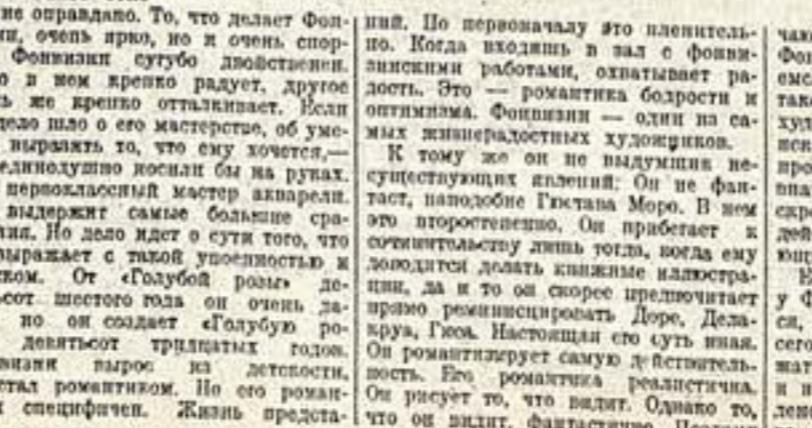 не оправдано. То, что делает Фон-
очень ярко, но и очень спор-
Фонвизин сугубо двойственен.
в нем крепко радует, другое
же крепко отталкивает. Если
дело шло о его мастерстве, об уме-
выразить то, что ему хочется,—
единодушно носили бы на руках.
первоклассный мастер акварели.
выдержит самые большие сра-
Но дело идет о сути того, что
выражает с такой упоенностью и
От «Голубой розы» де-
шестого года он очень да-
но он создает «Голубую ро-
девятьсот тридцатых годов.
вырос из детскости,
стал романтиком. Но его роман-
специфичен. Жизнь предста-
ний. По первоначалу это пленитель-
но. Когда входишь в зал с фонви-
зинскими работами, охватывает ра-
дость. Это — романтика бодрости и
оптимизма. Фонвизин — один из са-
мых жизнерадостных художников.
К тому же он не выдумщик не-
существующих явлений. Он не фан-
таст, наподобие Гюстава Моро. В нем
это второстепенно. Он прибегает к
сочинительству лишь тогда, когда ему
доводится делать книжные иллюстра-
ции, да и то он скорее предпочитает
прямо реминисцировать Доре, Дела-
круа, Гюса. Настоящая его суть иная.
Он романтизирует самую действитель-
ность. Его романтика реалистична.
Он рисует то, что видит. Однако то,
что он видит, фантастично.